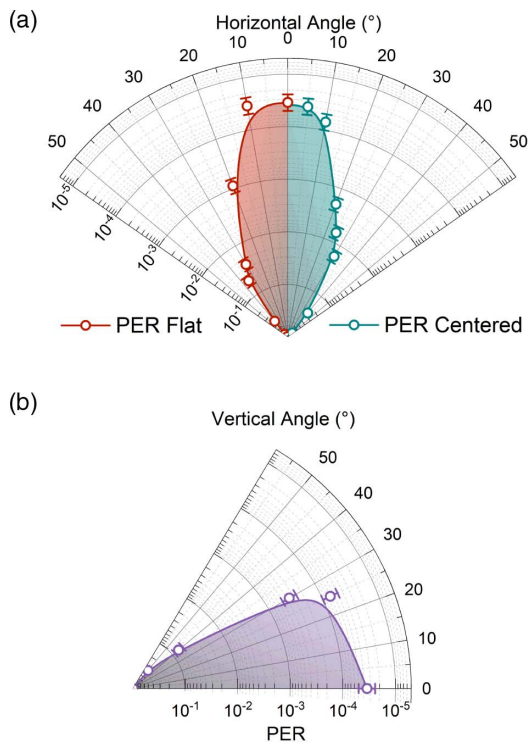 (a)
Horizontal Angle (°)
0
10 10
20 20
30 30
40 40
50 50
10-5
10-4
10-3
10-2
10-1
PER Flat PER Centered
(b)
Vertical Angle (°)
50
40
30
20
10
0
10-1 10-2 10-3 10-4 10-5
PER